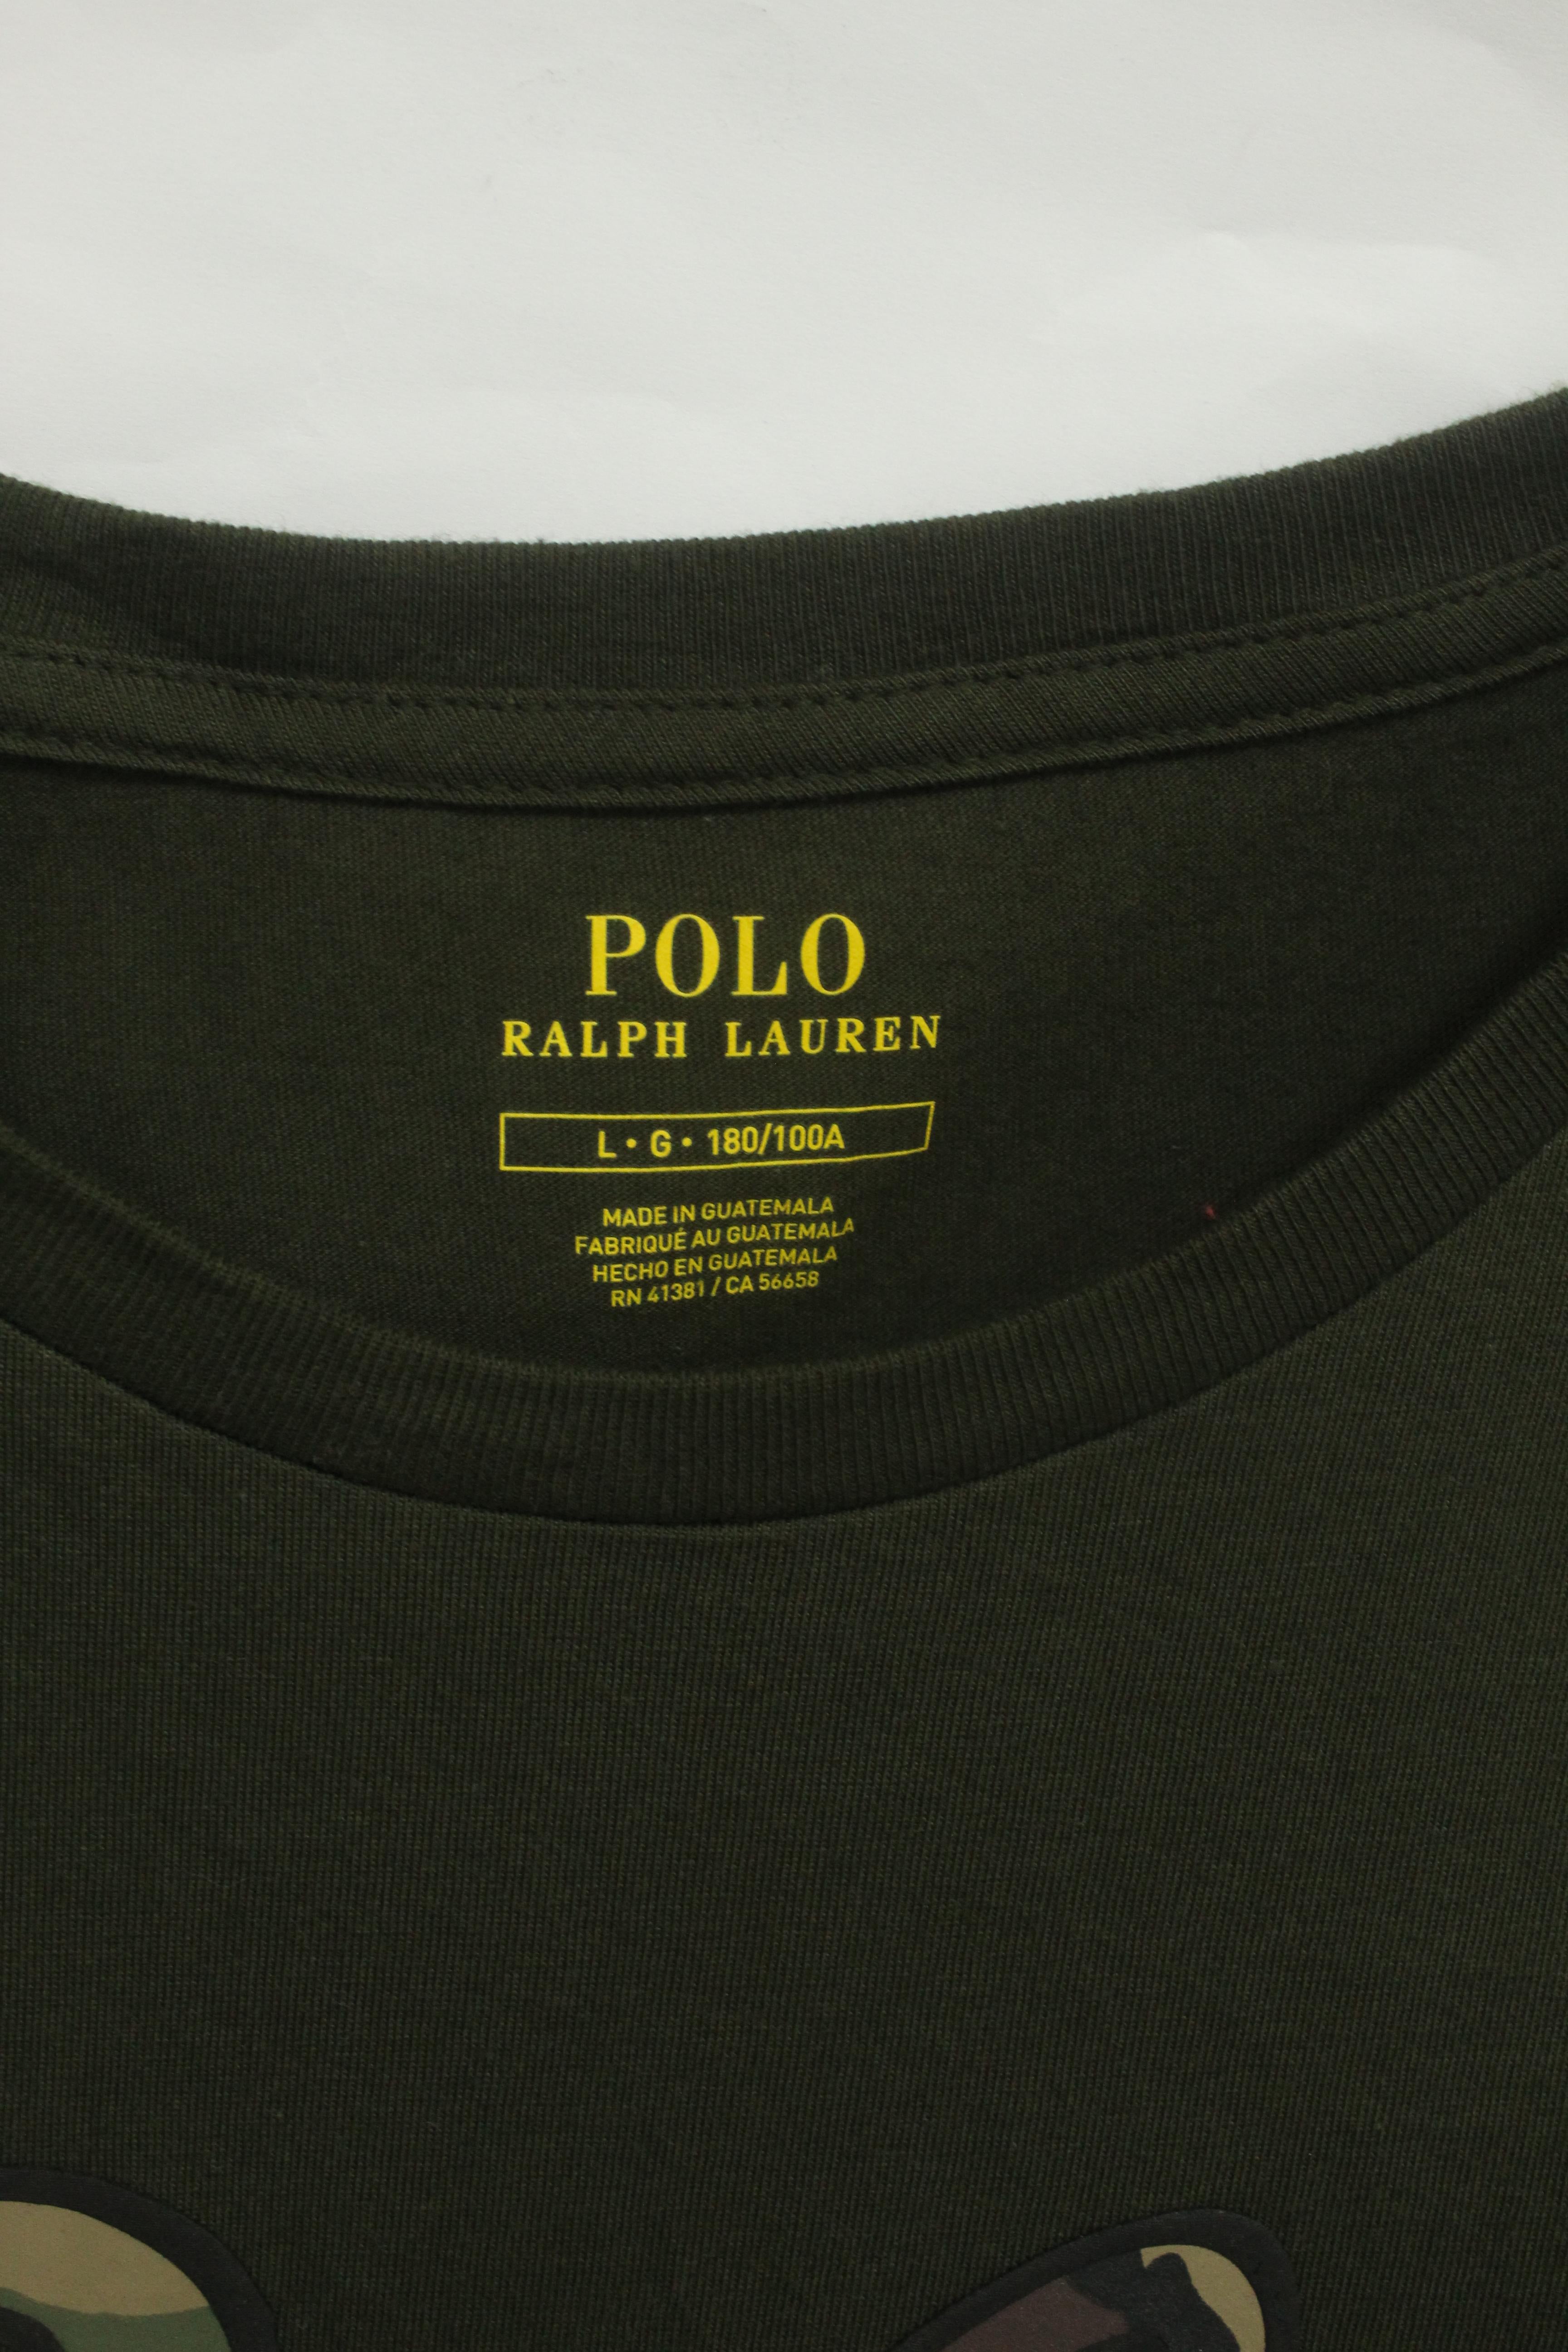 POLO
RALPH LAUREN
L • G • 180/100A
MADE IN GUATEMALA
FABRIQUÉ AU GUATEMALA
HECHO EN GUATEMALA
RN 41381 / CA 56658